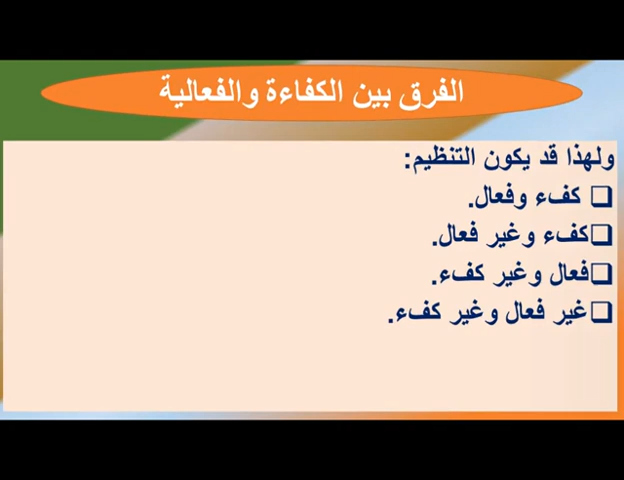 الفرق بين الكفاءة والفعالية
ولهذا قد يكون التنظيم:
❑ كفء وفعال.
❑كفء وغير فعال.
❑فعال وغير كفء.
❑غير فعال وغير كفء.